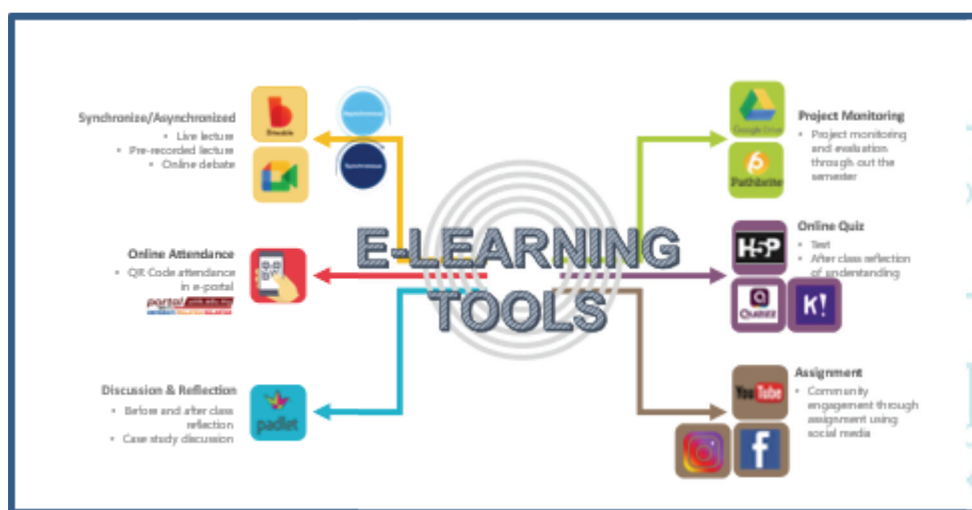 Synchronize/Asynchronized
• Live lecture
• Pre-recorded lecture
• Online debate
Asynchronous
Synchronous
Online Attendance
• QR Code attendance
in e-portal
portal
Discussion & Reflection
• Before and after class
reflection
• Case study discussion
padlet
E-LEARNING
TOOLS
Google Drive
Pathbrite
Project Monitoring
• Project monitoring
and evaluation
through out the
semester
H5P
Quizizz
K!
Online Quiz
• Test
• After class reflection
of understanding
YouTube
f
Assignment
• Community
engagement through
assignment using
social media